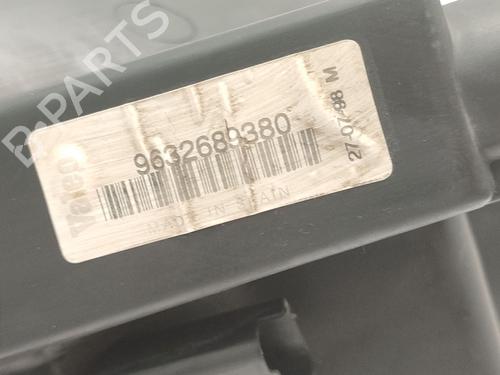 B-PARTS
Valeo
9632689380
MADE IN SPAIN
27-07-98 M